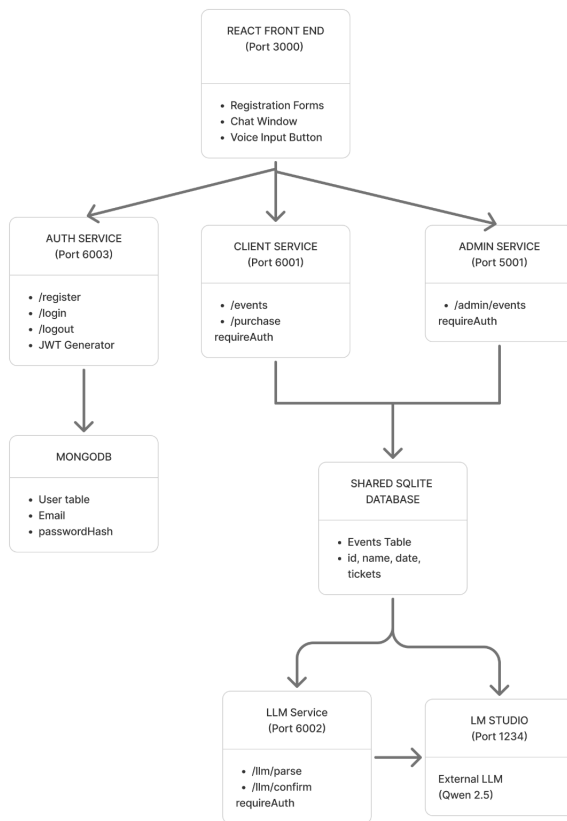 REACT FRONT END
(Port 3000)
• Registration Forms
• Chat Window
• Voice Input Button
AUTH SERVICE
(Port 6003)
• /register
• /login
• /logout
• JWT Generator
CLIENT SERVICE
(Port 6001)
• /events
• /purchase
requireAuth
ADMIN SERVICE
(Port 5001)
• /admin/events
requireAuth
MONGODB
• User table
• Email
• passwordHash
SHARED SQLITE
DATABASE
• Events Table
• id, name, date,
tickets
LLM Service
(Port 6002)
• /llm/parse
• /llm/confirm
requireAuth
LM STUDIO
(Port 1234)
External LLM
(Qwen 2.5)